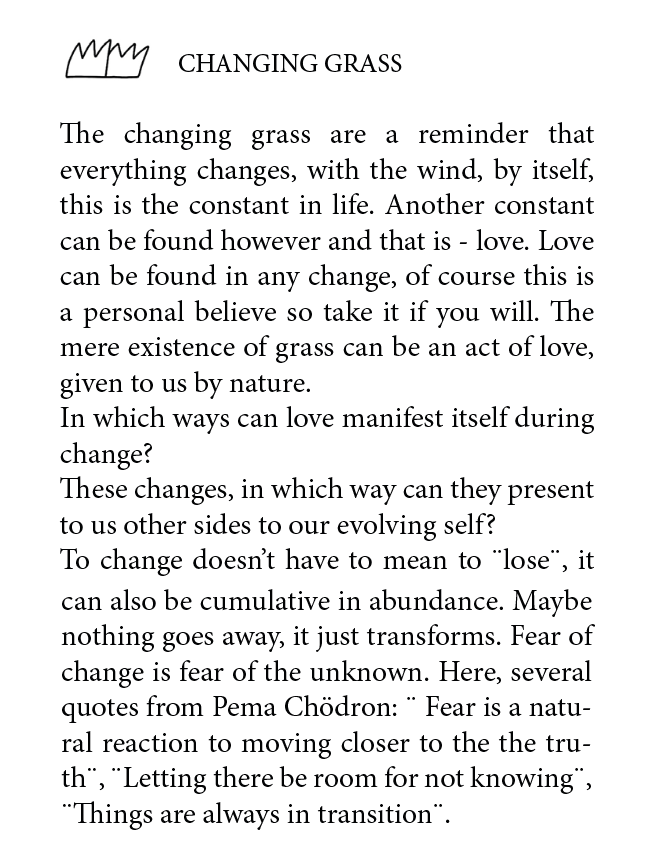 CHANGING GRASS
The changing grass are a reminder that
everything changes, with the wind, by itself,
this is the constant in life. Another constant
can be found however and that is - love. Love
can be found in any change, of course this is
a personal believe so take it if you will. The
mere existence of grass can be an act of love,
given to us by nature.
In which ways can love manifest itself during
change?
These changes, in which way can they present
to us other sides to our evolving self?
To change doesn’t have to mean to ¨lose¨, it
can also be cumulative in abundance. Maybe
nothing goes away, it just transforms. Fear of
change is fear of the unknown. Here, several
quotes from Pema Chödron: ¨ Fear is a natu-
ral reaction to moving closer to the the tru-
th¨, ¨Letting there be room for not knowing¨,
¨Things are always in transition¨.